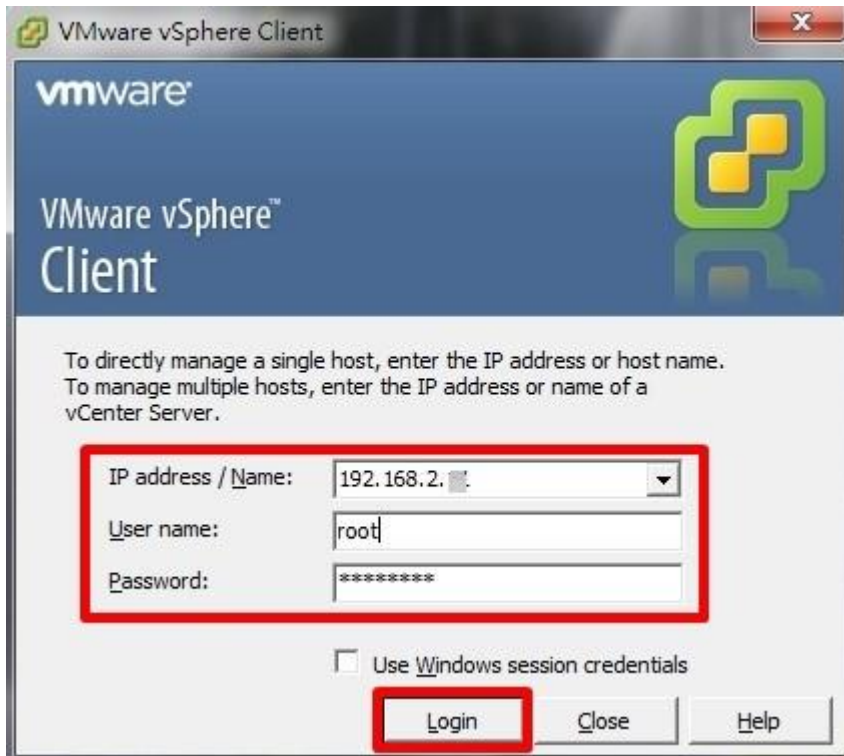 VMware vSphere Client
vmware
VMware vSphere™
Client
To directly manage a single host, enter the IP address or host name.
To manage multiple hosts, enter the IP address or name of a
vCenter Server.
IP address / Name: 192.168.2.
User name: root
Password: ********
Use Windows session credentials
Login Close Help